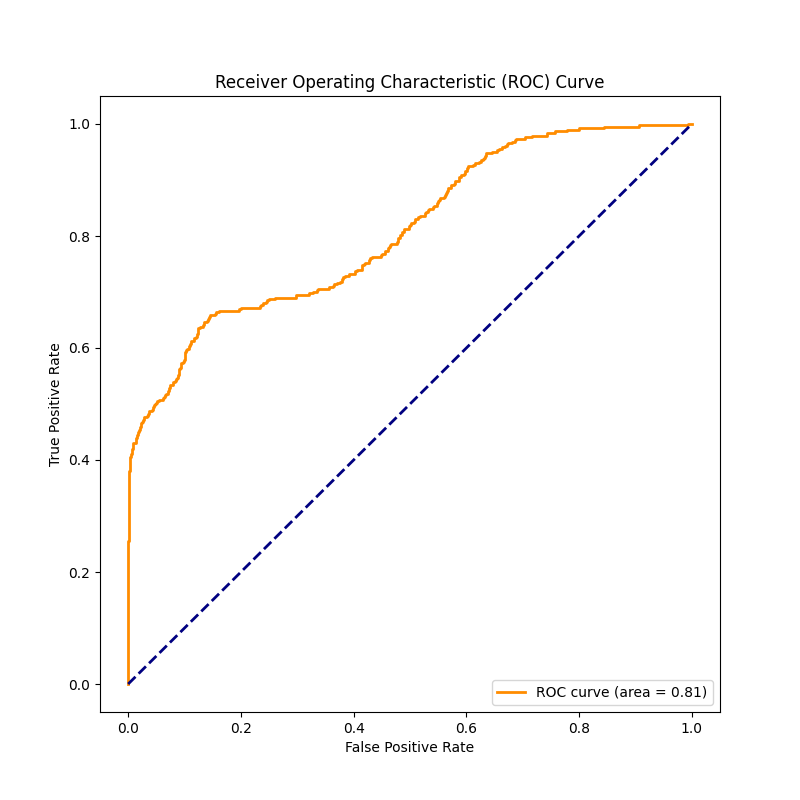 Receiver Operating Characteristic (ROC) Curve
1.0
0.8
0.6
0.4
0.2
0.0
True Positive Rate
ROC curve (area = 0.81)
0.0 0.2 0.4 0.6 0.8 1.0
False Positive Rate